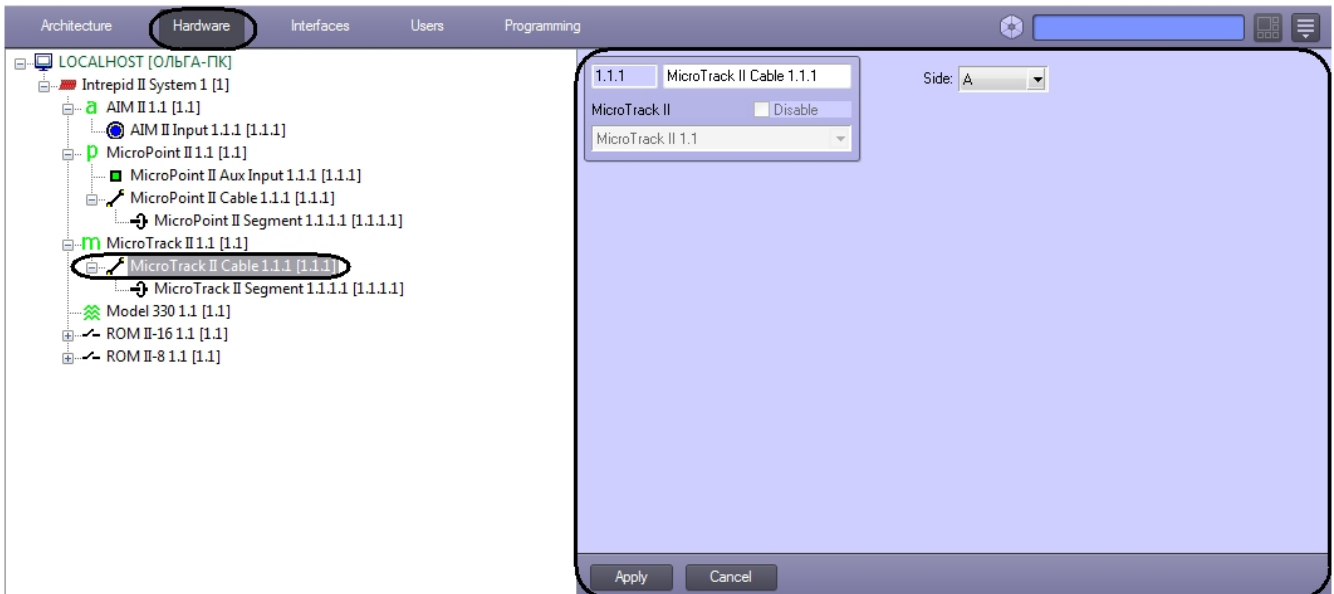 Architecture Hardware Interfaces Users Programming
LOCALHOST [ОЛЬГА-ПК]
Intrepid II System 1 [1]
a AIM II 1.1 [1.1]
AIM II Input 1.1.1 [1.1.1]
p MicroPoint II 1.1 [1.1]
MicroPoint II Aux Input 1.1.1 [1.1.1]
MicroPoint II Cable 1.1.1 [1.1.1]
MicroPoint II Segment 1.1.1.1 [1.1.1.1]
m MicroTrack II 1.1 [1.1]
MicroTrack II Cable 1.1.1 [1.1.1]
MicroTrack II Segment 1.1.1.1 [1.1.1.1]
Model 330 1.1 [1.1]
ROM II-16 1.1 [1.1]
ROM II-8 1.1 [1.1]
1.1.1 MicroTrack II Cable 1.1.1 Side: A
MicroTrack II Disable
MicroTrack II 1.1
Apply Cancel